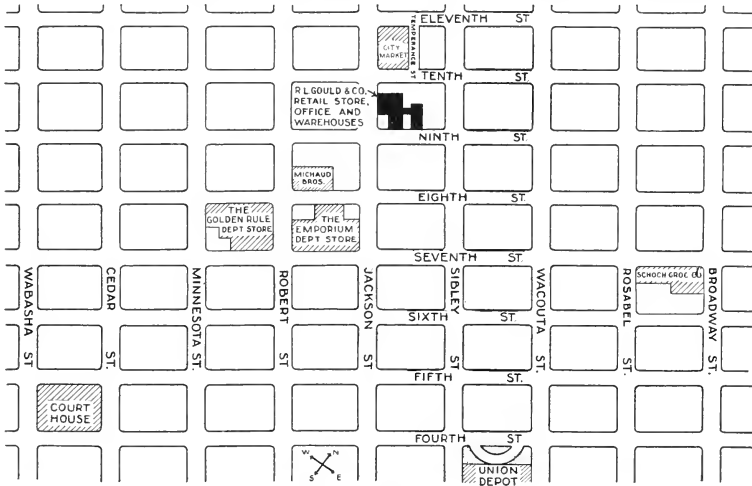 ELEVENTH ST
TEMPERANCE ST
CITY
MARKET
TENTH ST.
R L GOULD & CO.
RETAIL STORE,
OFFICE AND
WAREHOUSES
NINTH ST.
MICHAUD
BROS.
EIGHTH ST.
THE
GOLDEN RULE
DEPT STORE
THE
EMPORIUM
DEPT STORE
SEVENTH ST.
WABASHA ST
CEDAR ST.
MINNESOTA ST.
ROBERT ST
JACKSON ST
SIBLEY ST
WACOUTA ST.
ROSABEL ST.
BROADWAY ST.
SCHOCH GROC. CO
SIXTH ST.
FIFTH ST.
COURT
HOUSE
FOURTH ST
W N
S E
UNION
DEPOT